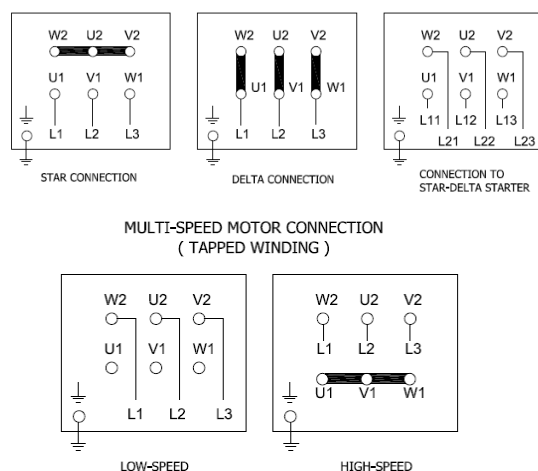 W2 U2 V2
U1 V1 W1
L1 L2 L3
STAR CONNECTION
W2 U2 V2
U1 V1 W1
L1 L2 L3
DELTA CONNECTION
W2 U2 V2
U1 V1 W1
L11 L12 L13
L21 L22 L23
CONNECTION TO
STAR-DELTA STARTER
MULTI-SPEED MOTOR CONNECTION
( TAPPED WINDING )
W2 U2 V2
U1 V1 W1
L1 L2 L3
LOW-SPEED
W2 U2 V2
L1 L2 L3
U1 V1 W1
HIGH-SPEED